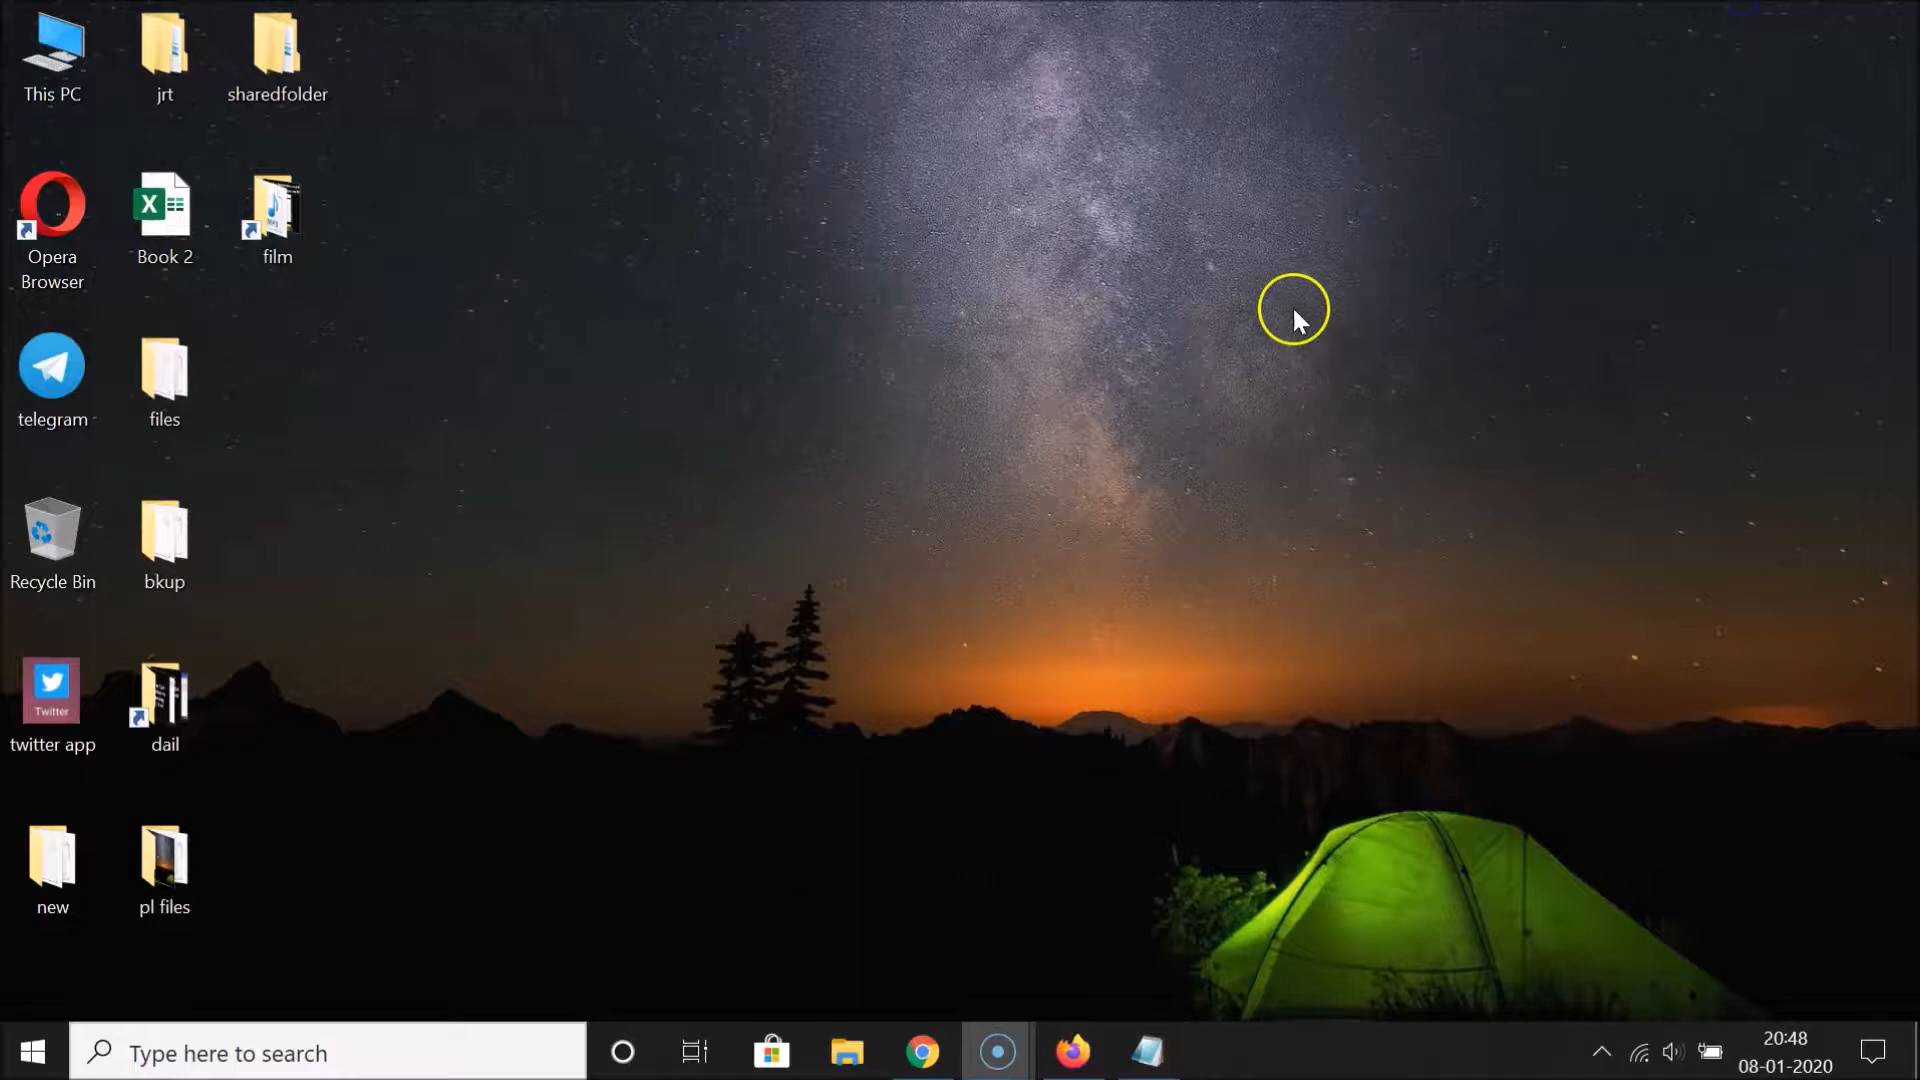 This PC
jrt
sharedfolder
Opera
Browser
Book 2
film
telegram
files
Recycle Bin
bkup
Twitter
twitter app
dail
new
pl files
Type here to search
20:48
08-01-2020